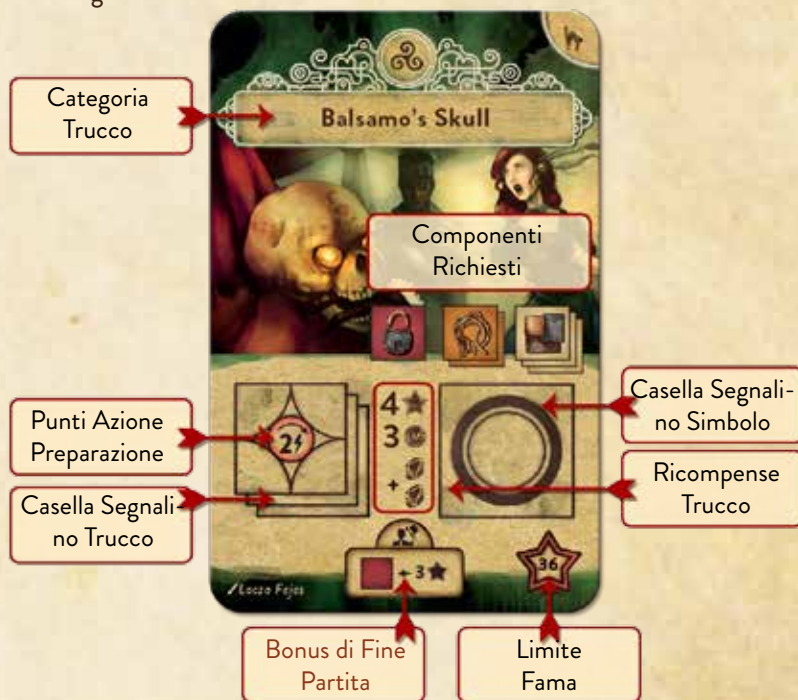 Categoria
Trucco
Balsamo's Skull
Componenti
Richiesti
Punti Azione
Preparazione
2
4
3
+
Casella Segnali-
no Simbolo
Ricompense
Trucco
Casella Segnali-
no Trucco
+3
36
Laszo Fejes
Bonus di Fine
Partita
Limite
Fama